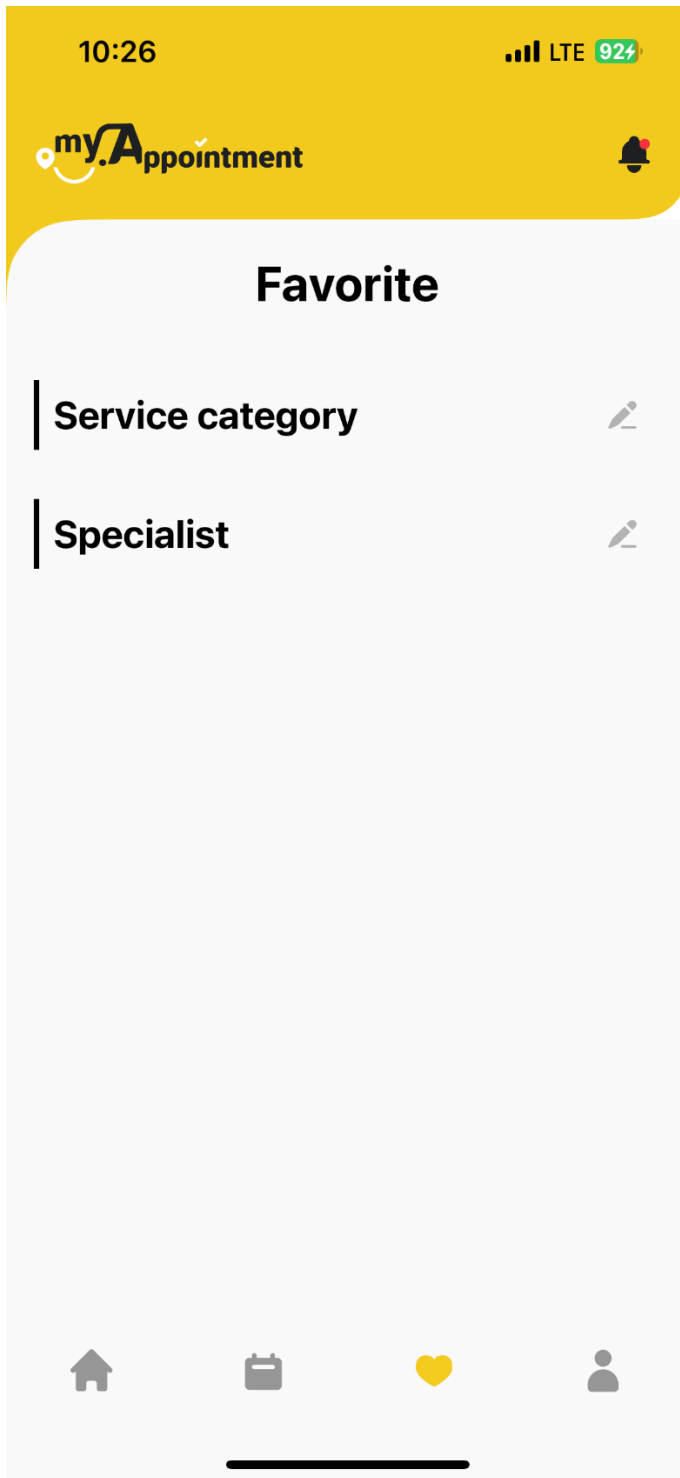 10:26
LTE 92
my.Appointment
Favorite
Service category
Specialist